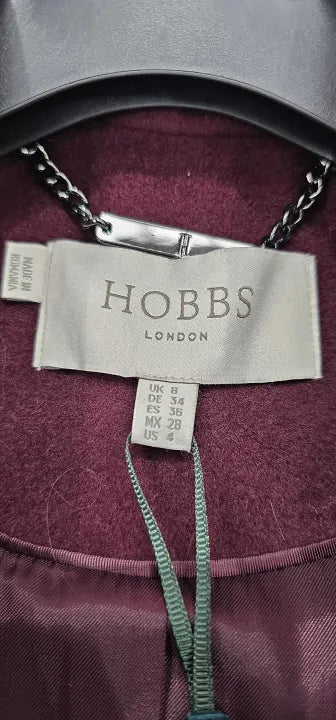 HOBBS
LONDON
MADE IN
ROMANIA
UK 8
DE 34
ES 36
MX 28
US 4